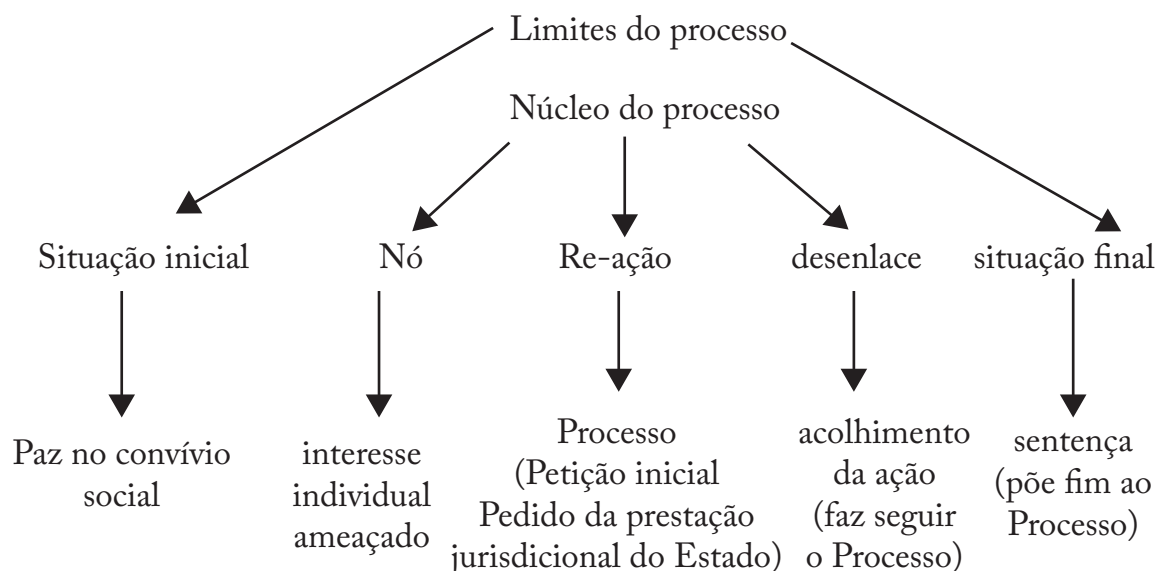 Limites do processo
Núcleo do processo
Situação inicial
Nó
Re-ação
desenlace
situação final
Paz no convívio
social
interesse
individual
ameaçado
Processo
(Petição inicial
Pedido da prestação
jurisdicional do Estado)
acolhimento
da ação
(faz seguir
o Processo)
sentença
(põe fim ao
Processo)